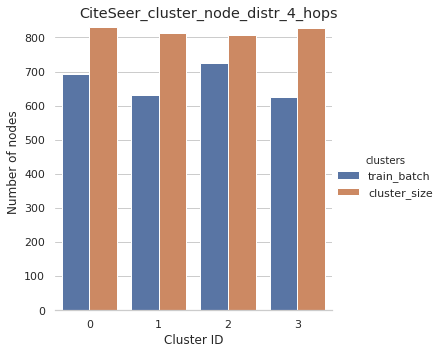 CiteSeer_cluster_node_distr_4_hops
800
700
600
500
400
300
200
100
0
Number of nodes
0 1 2 3
Cluster ID
clusters
train_batch
cluster_size